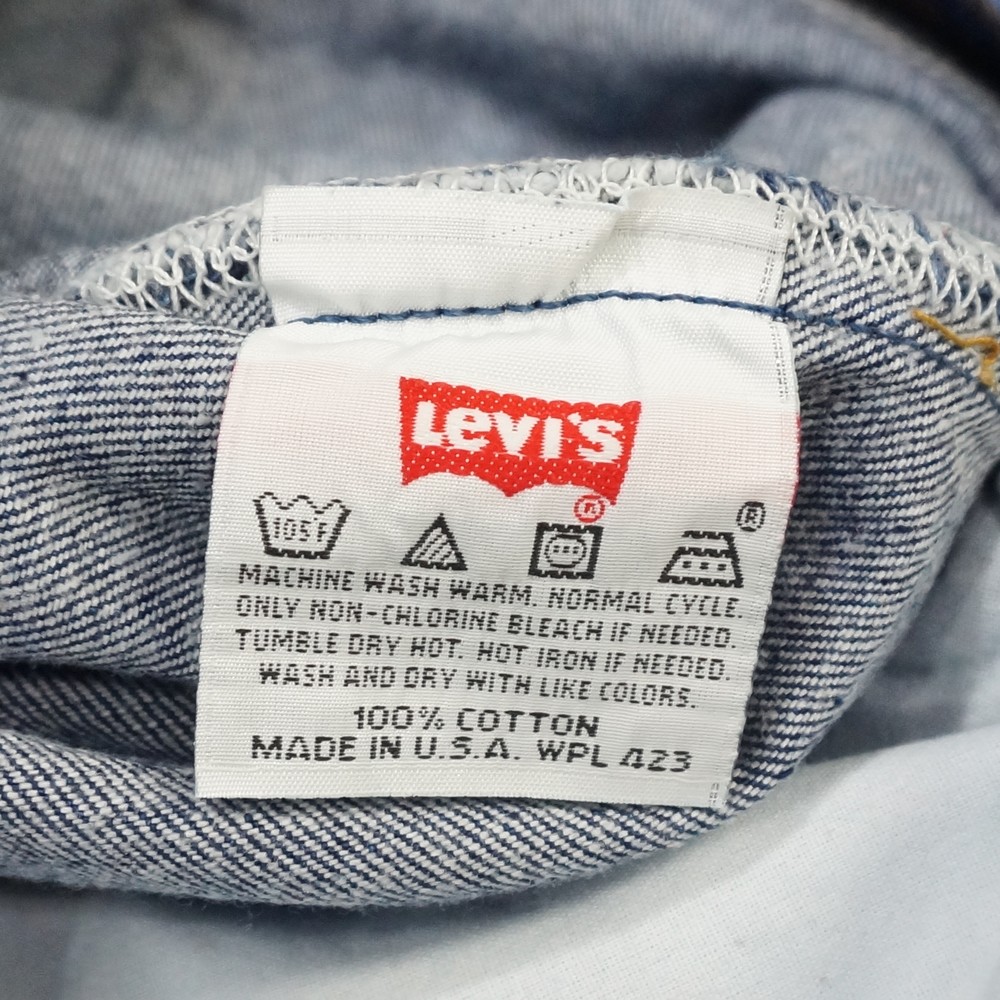 LEVI'S
105F
MACHINE WASH WARM. NORMAL CYCLE.
ONLY NON-CHLORINE BLEACH IF NEEDED.
TUMBLE DRY HOT. HOT IRON IF NEEDED.
WASH AND DRY WITH LIKE COLORS.
100% COTTON
MADE IN U.S.A. WPL 423